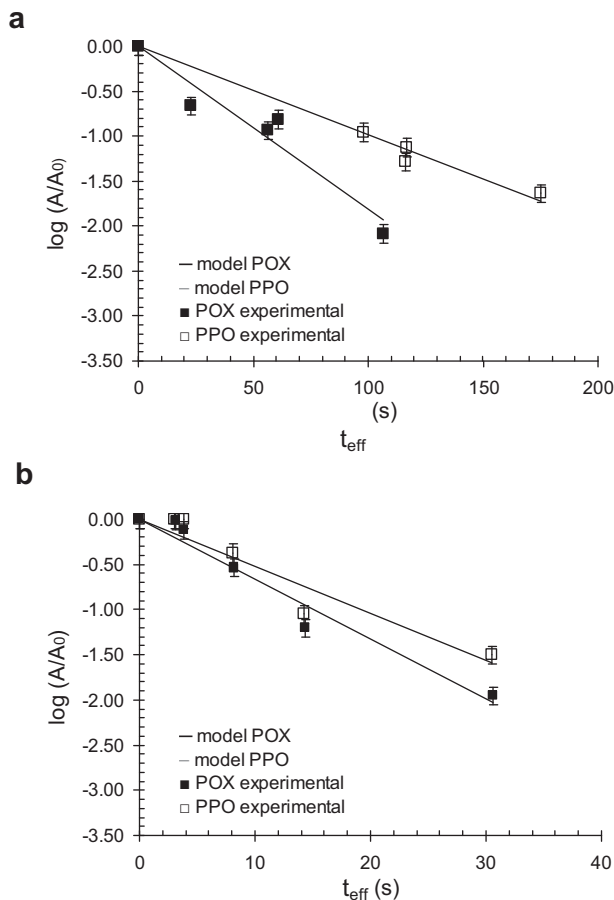 a
0.00
-0.50
-1.00
-1.50
-2.00
-2.50
-3.00
-3.50
log (A/A0)
model POX
model PPO
POX experimental
PPO experimental
0 50 100 150 200
(s)
teff
b
0.00
-0.50
-1.00
-1.50
-2.00
-2.50
-3.00
-3.50
log (A/A0)
model POX
model PPO
POX experimental
PPO experimental
0 10 20 30 40
teff (s)